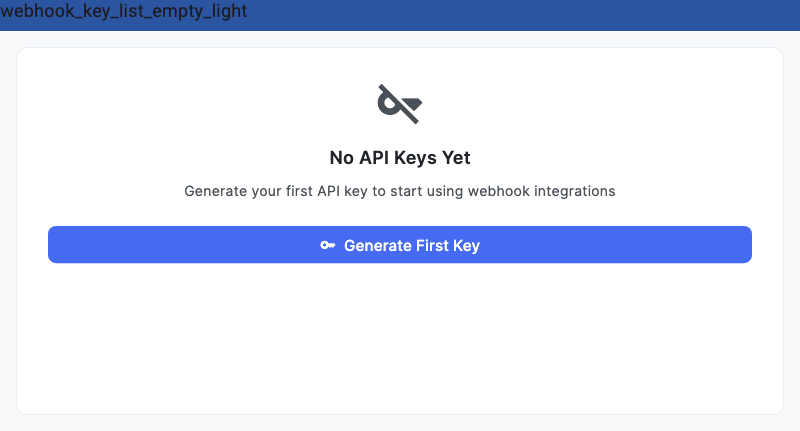 webhook_key_list_empty_light
No API Keys Yet
Generate your first API key to start using webhook integrations
Generate First Key